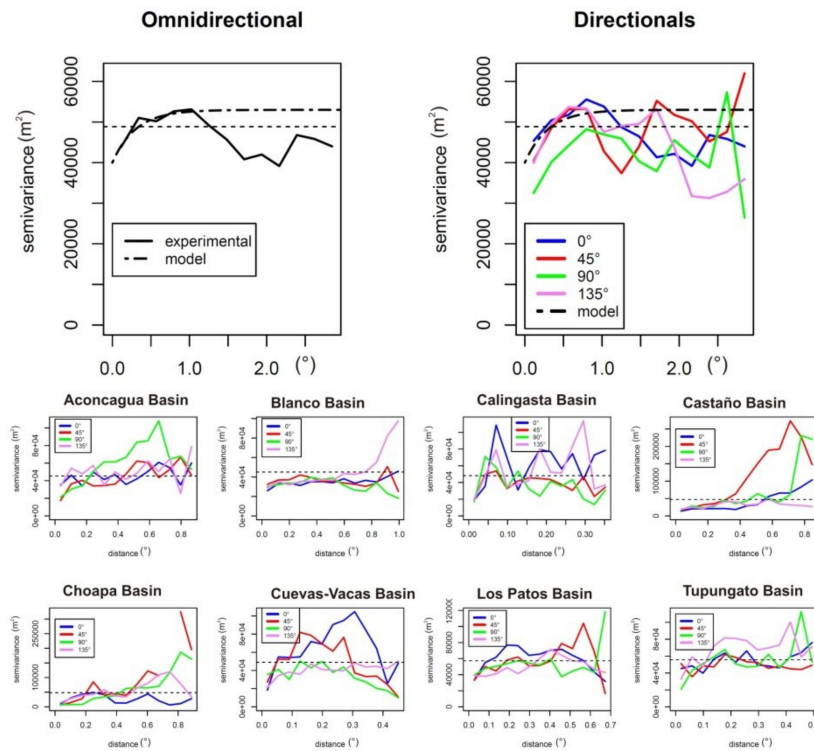 Omnidirectional
semivariance (m²)
0 20000 40000 60000
experimental
model
0.0 1.0 2.0 (°)
Directionals
semivariance (m²)
0 20000 40000 60000
0°
45°
90°
135°
model
0.0 1.0 2.0 (°)
Aconcagua Basin
semivariance (m²)
0e+00 4e+04 8e+04
0°
45°
90°
135°
0.0 0.2 0.4 0.6 0.8
distance (°)
Blanco Basin
semivariance (m²)
0e+00 4e+04 8e+04
0°
45°
90°
135°
0.0 0.2 0.4 0.6 0.8 1.0
distance (°)
Calingasta Basin
semivariance (m²)
0e+00 4e+04 8e+04
0°
45°
90°
135°
0.00 0.10 0.20 0.30
distance (°)
Castaño Basin
semivariance (m²)
0 100000 200000
0°
45°
90°
135°
0.0 0.2 0.4 0.6 0.8
distance (°)
Choapa Basin
semivariance (m²)
0 100000 250000
0°
45°
90°
135°
0.0 0.2 0.4 0.6 0.8
distance (°)
Cuevas-Vacas Basin
semivariance (m²)
0e+00 4e+04 8e+04
0°
45°
90°
135°
0.0 0.1 0.2 0.3 0.4
distance (°)
Los Patos Basin
semivariance (m²)
0 40000 80000 120000
0°
45°
90°
135°
0.0 0.1 0.2 0.3 0.4 0.5 0.6 0.7
distance (°)
Tupungato Basin
semivariance (m²)
0e+00 4e+04 8e+04
0°
45°
90°
135°
0.0 0.1 0.2 0.3 0.4 0.5
distance (°)